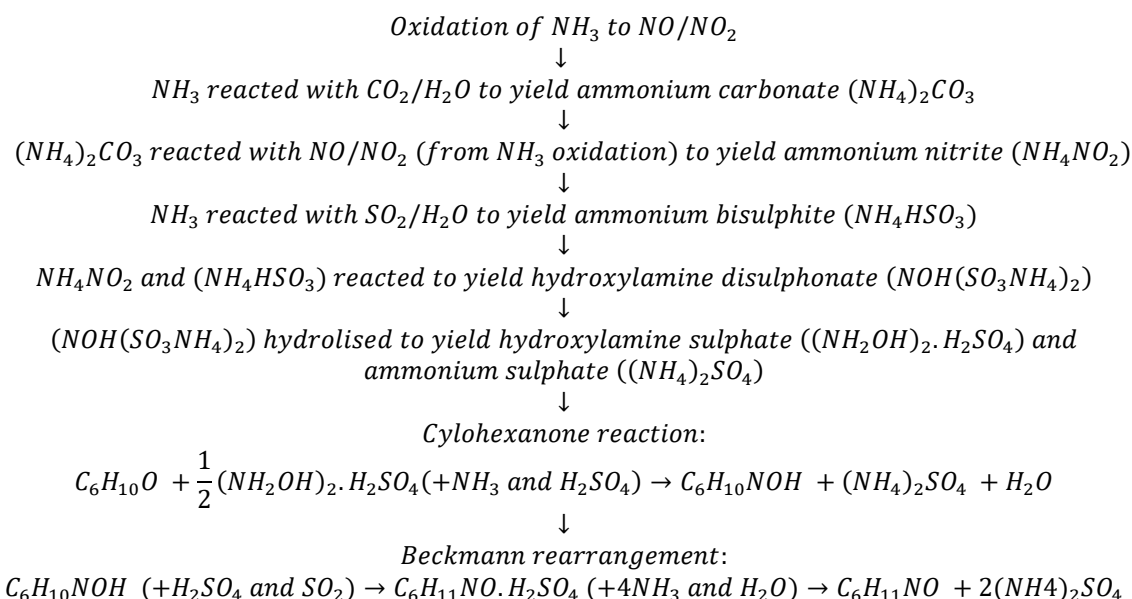 Oxidation of NH₃ to NO/NO₂
↓
NH₃ reacted with CO₂/H₂O to yield ammonium carbonate (NH₄)₂CO₃
↓
(NH₄)₂CO₃ reacted with NO/NO₂ (from NH₃ oxidation) to yield ammonium nitrite (NH₄NO₂)
↓
NH₃ reacted with SO₂/H₂O to yield ammonium bisulphite (NH₄HSO₃)
↓
NH₄NO₂ and (NH₄HSO₃) reacted to yield hydroxylamine disulphonate (NOH(SO₃NH₄)₂)
↓
(NOH(SO₃NH₄)₂) hydrolised to yield hydroxylamine sulphate ((NH₂OH)₂.H₂SO₄) and
ammonium sulphate ((NH₄)₂SO₄)
↓
Cylohexanone reaction:
C₆H₁₀O + 1/2 (NH₂OH)₂.H₂SO₄(+NH₃ and H₂SO₄) → C₆H₁₀NOH + (NH₄)₂SO₄ + H₂O
↓
Beckmann rearrangement:
C₆H₁₀NOH (+H₂SO₄ and SO₂) → C₆H₁₁NO.H₂SO₄ (+4NH₃ and H₂O) → C₆H₁₁NO + 2(NH4)₂SO₄